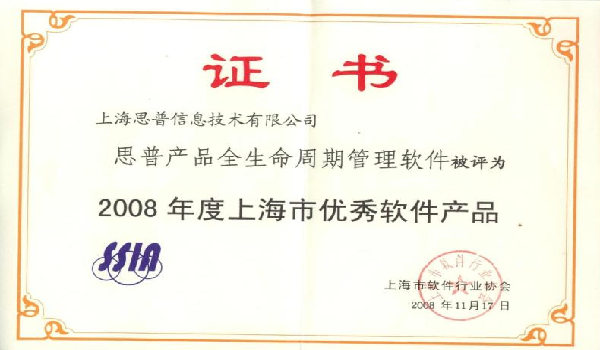 证 书
上海思普信息技术有限公司
思普产品全生命周期管理软件被评为
2008 年度上海市优秀软件产品
SSIA
上海市软件行业协会
2008 年 11月 17 日